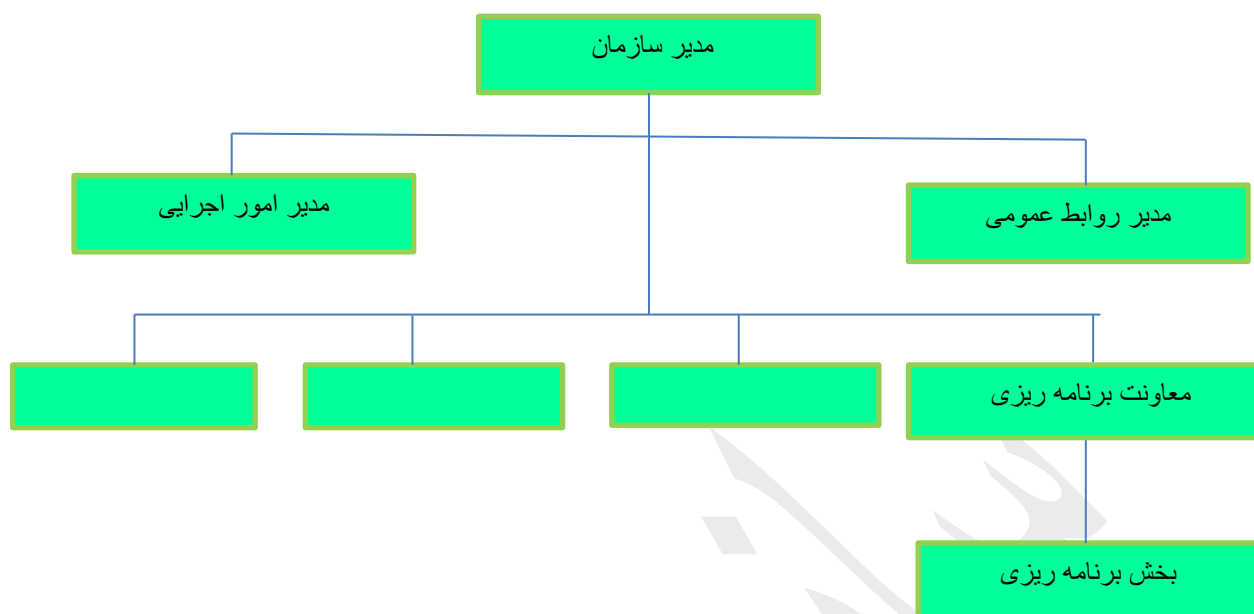 مدیر سازمان
مدیر روابط عمومی
مدیر امور اجرایی
معاونت برنامه ریزی
بخش برنامه ریزی